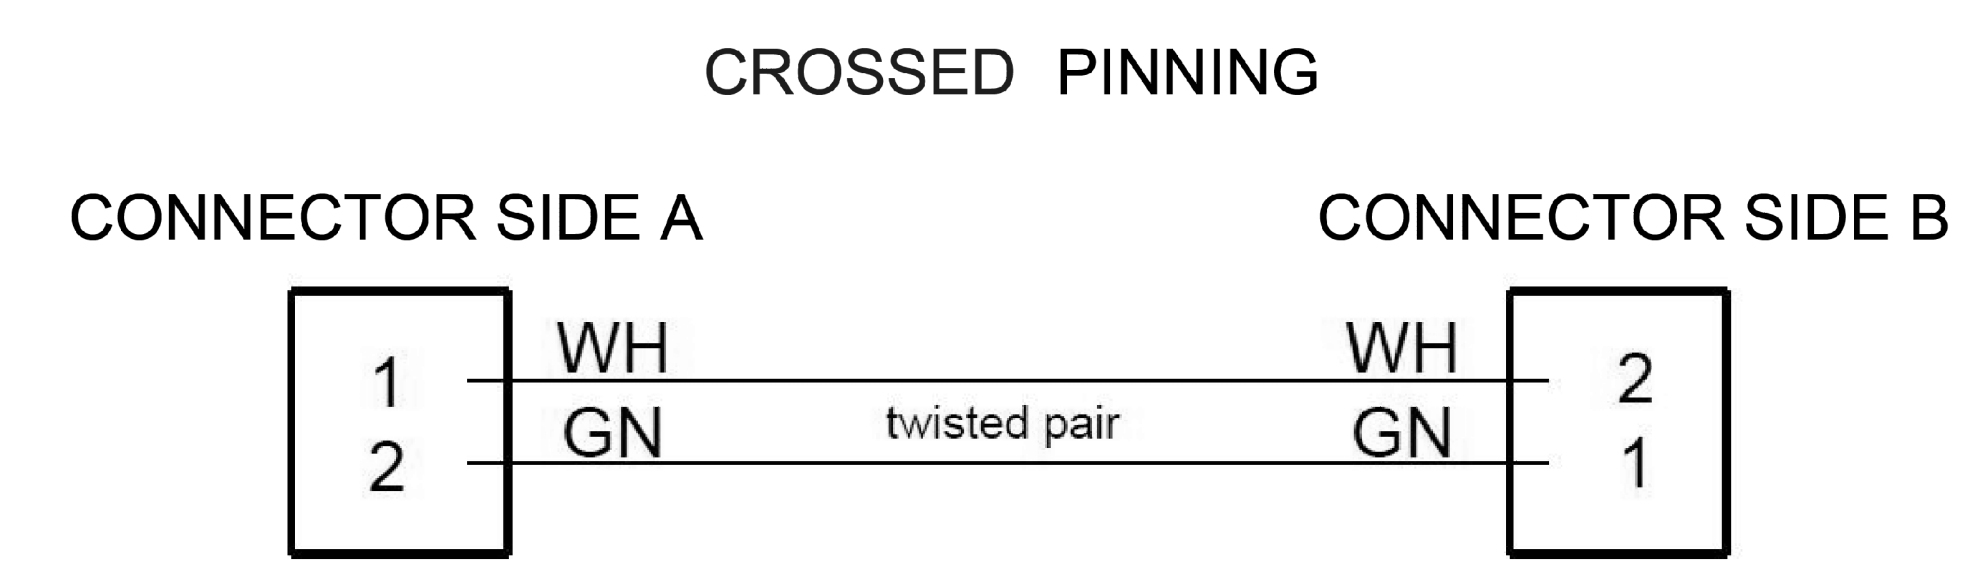 CROSSED PINNING
CONNECTOR SIDE A CONNECTOR SIDE B
WH WH
1 2
twisted pair
GN GN
2 1